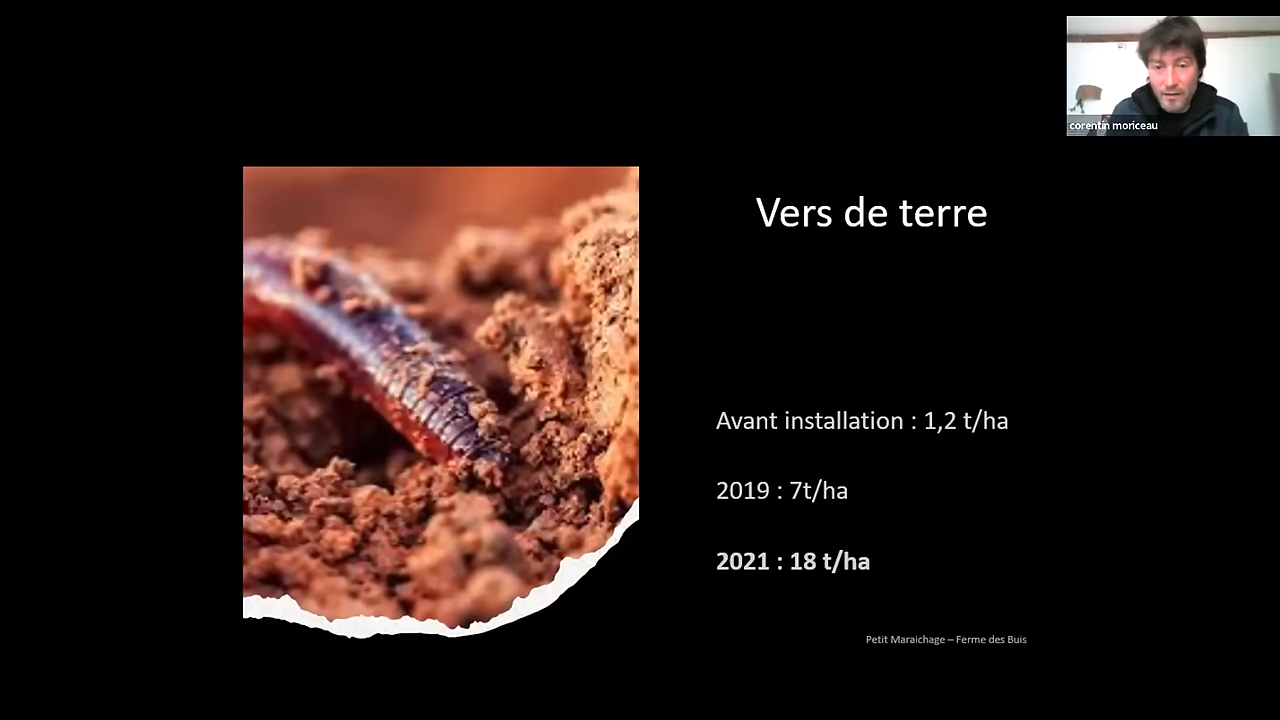 corentin moriceau
Vers de terre
Avant installation : 1,2 t/ha
2019 : 7t/ha
2021 : 18 t/ha
Petit Maraichage – Ferme des Buis